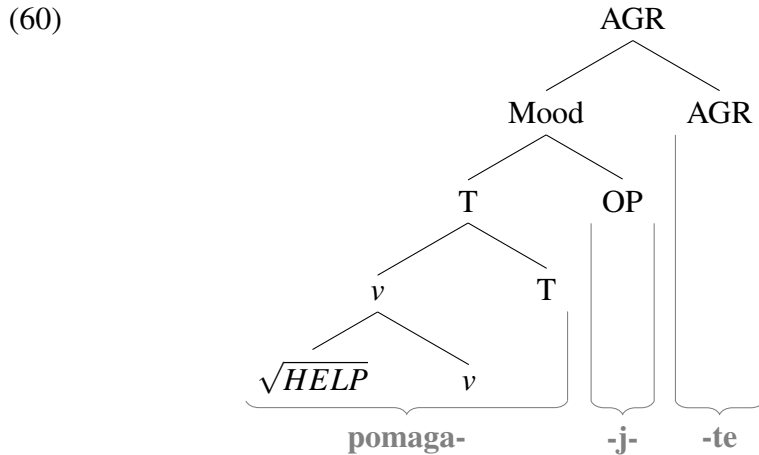 (60) AGR
Mood AGR
T OP
v T
√HELP v
pomaga- -j- -te